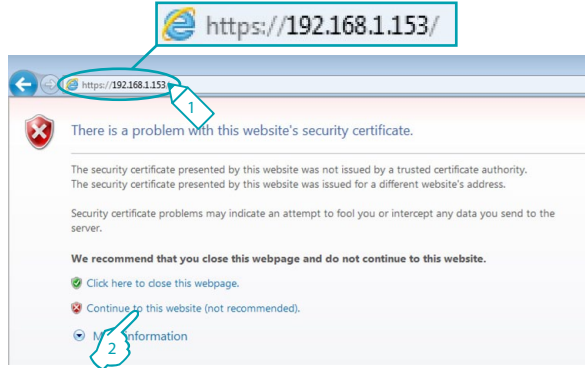 https://192.168.1.153/
https://192.168.1.153
1
There is a problem with this website's security certificate.
The security certificate presented by this website was not issued by a trusted certificate authority.
The security certificate presented by this website was issued for a different website's address.
Security certificate problems may indicate an attempt to fool you or intercept any data you send to the
server.
We recommend that you close this webpage and do not continue to this website.
Click here to close this webpage.
Continue to this website (not recommended).
information
2